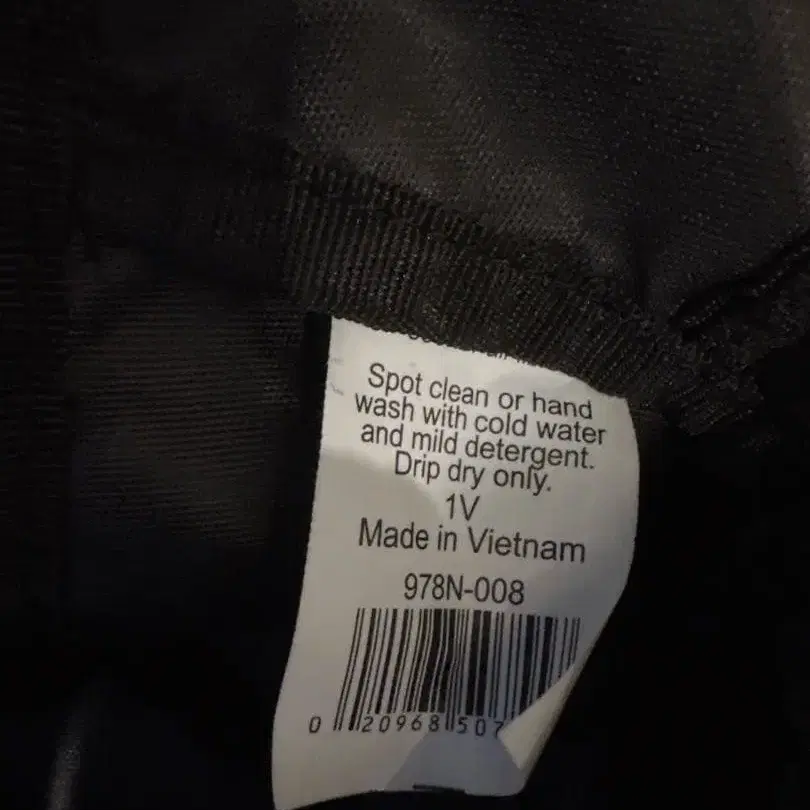 Spot clean or hand
wash with cold water
and mild detergent.
Drip dry only.
1V
Made in Vietnam
978N-008
0 20968 507